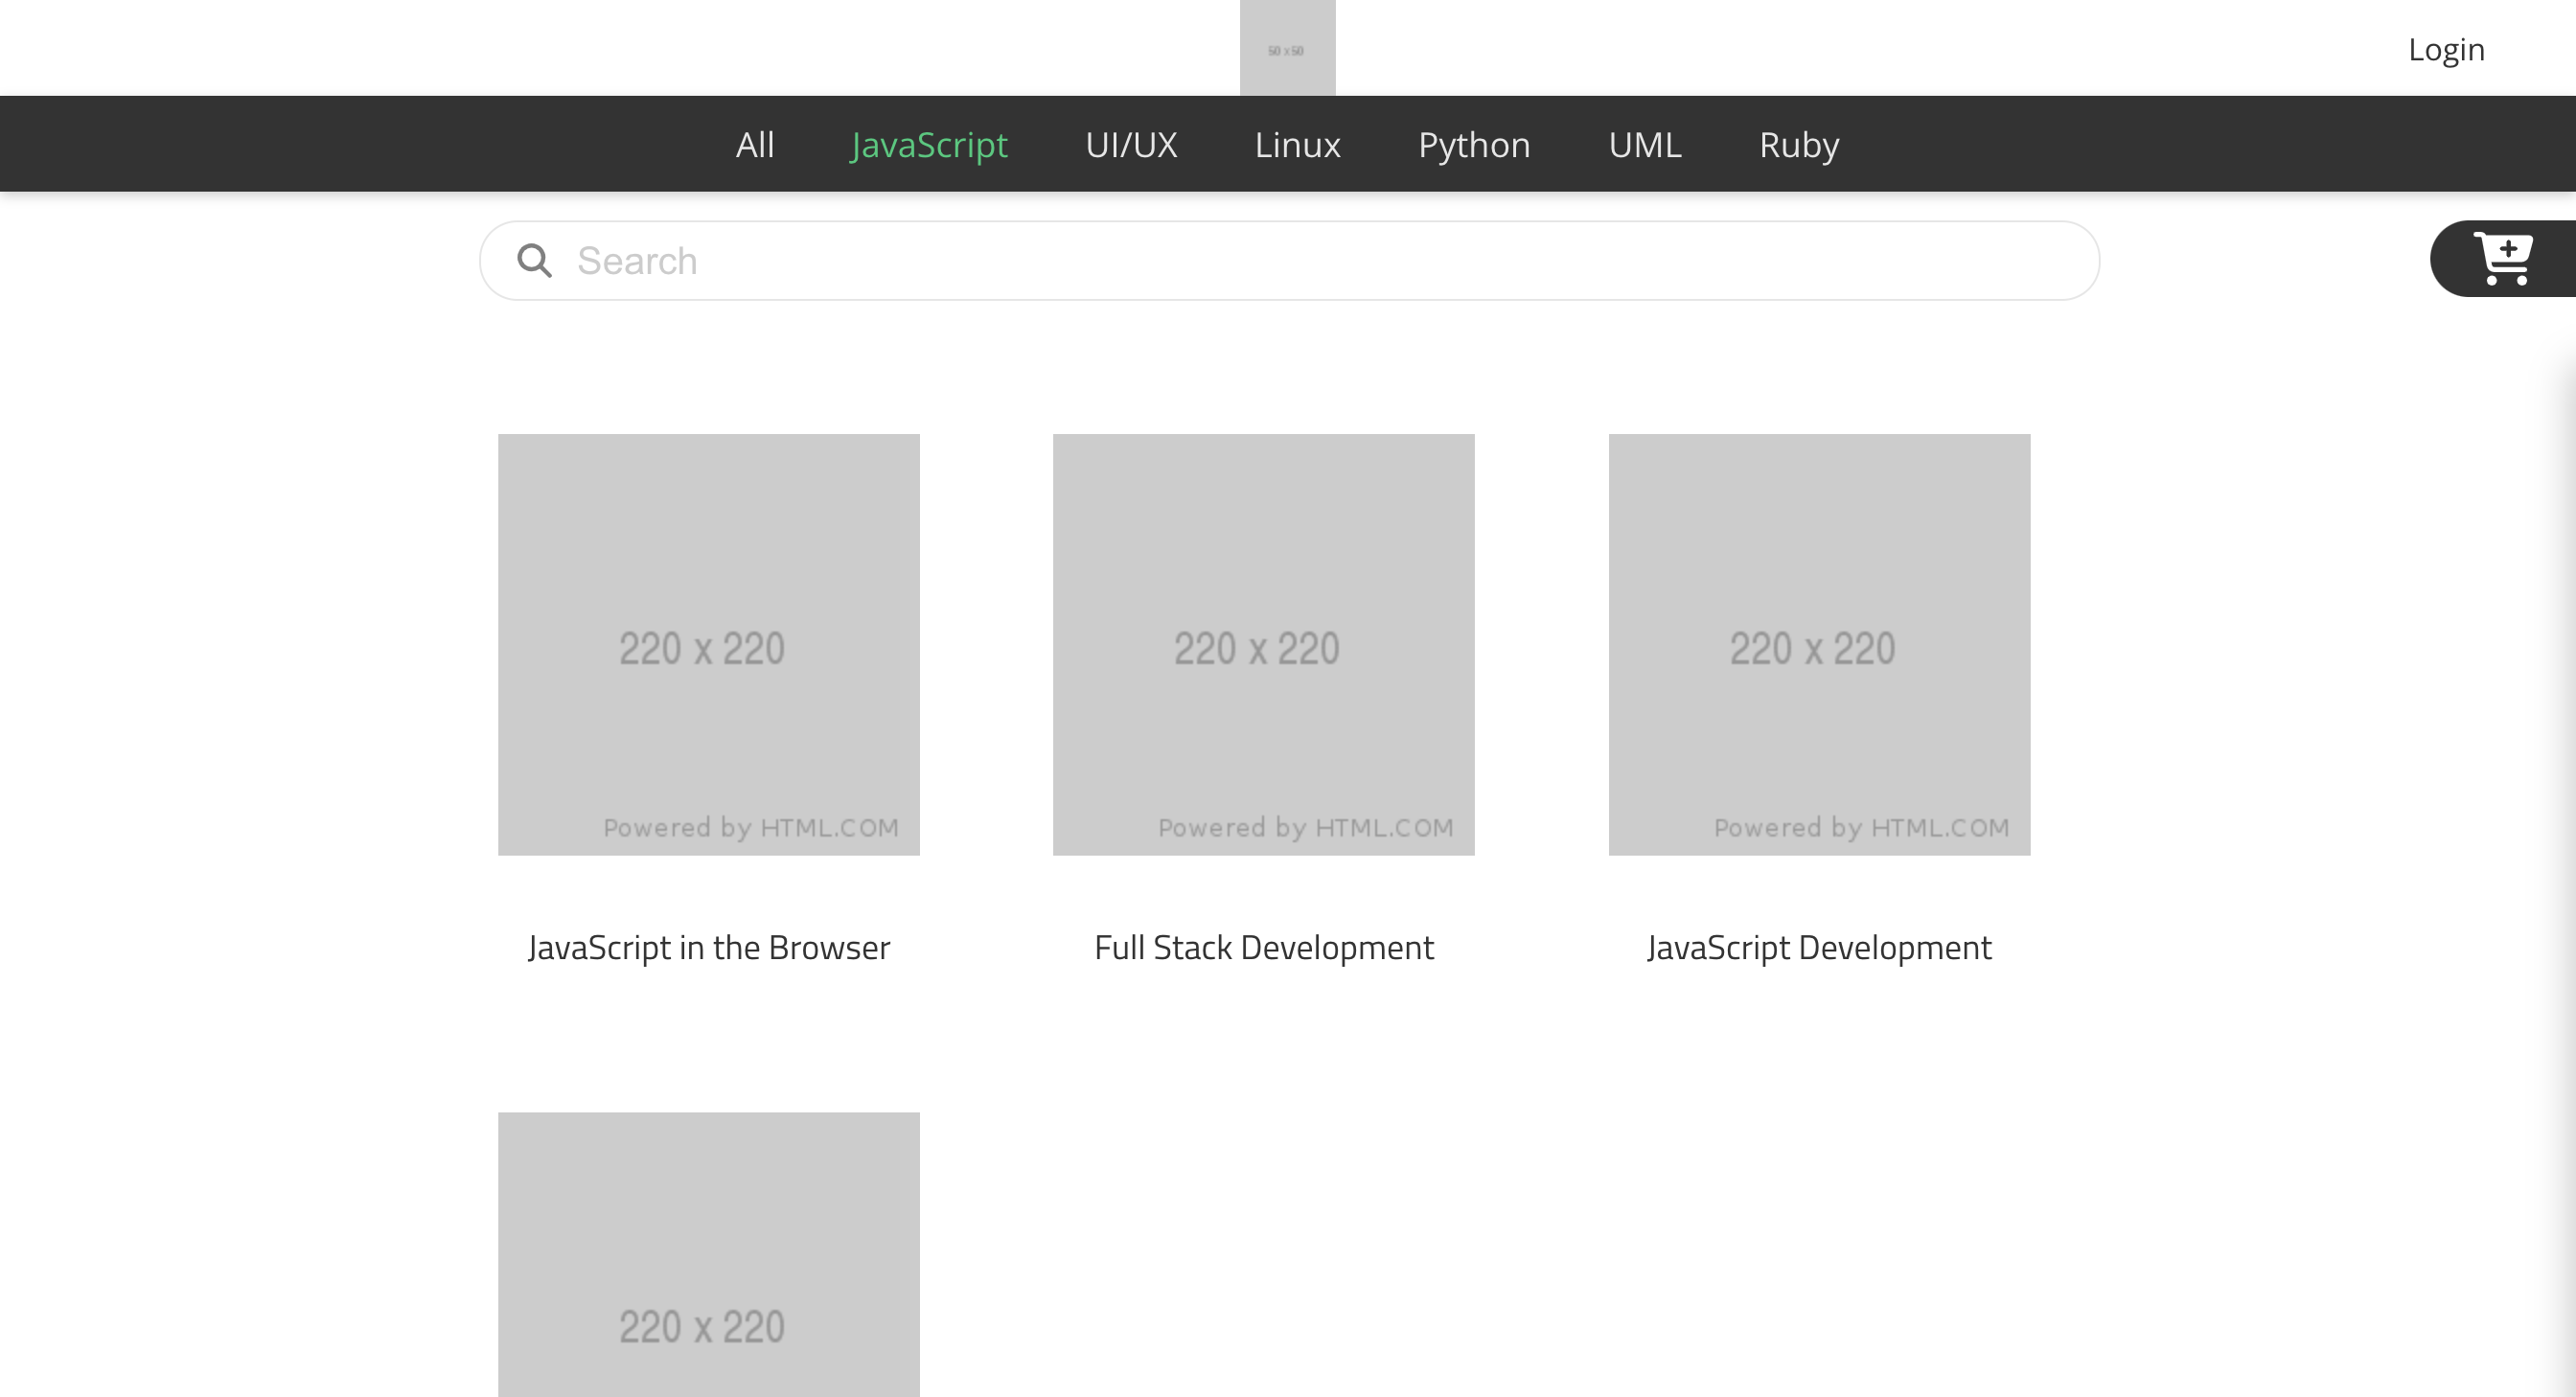 50 x 50
Login
All JavaScript UI/UX Linux Python UML Ruby
Search
220 x 220 220 x 220 220 x 220
Powered by HTML.COM Powered by HTML.COM Powered by HTML.COM
JavaScript in the Browser Full Stack Development JavaScript Development
220 x 220